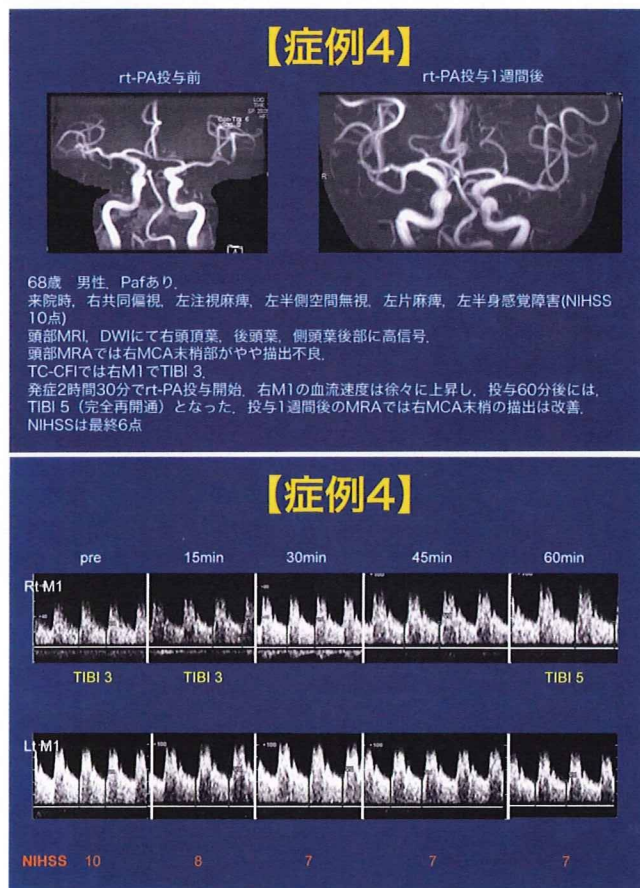 【症例4】
rt-PA投与前
rt-PA投与1週間後
R
68歳　男性，Pafあり，
来院時，右共同偏視，左注視麻痺，左半側空間無視，左片麻痺，左半身感覚障害(NIHSS
10点)
頭部MRI，DWIにて右頭頂葉，後頭葉，側頭葉後部に高信号．
頭部MRAでは右MCA末梢部がやや描出不良．
TC-CFIでは右M1でTIBI 3．
発症2時間30分でrt-PA投与開始．右M1の血流速度は徐々に上昇し，投与60分後には，
TIBI 5（完全再開通）となった．投与1週間後のMRAでは右MCA末梢の描出は改善．
NIHSSは最終6点
【症例4】
pre 15min 30min 45min 60min
Rt M1
TIBI 3 TIBI 3 TIBI 5
Lt M1
NIHSS 10 8 7 7 7